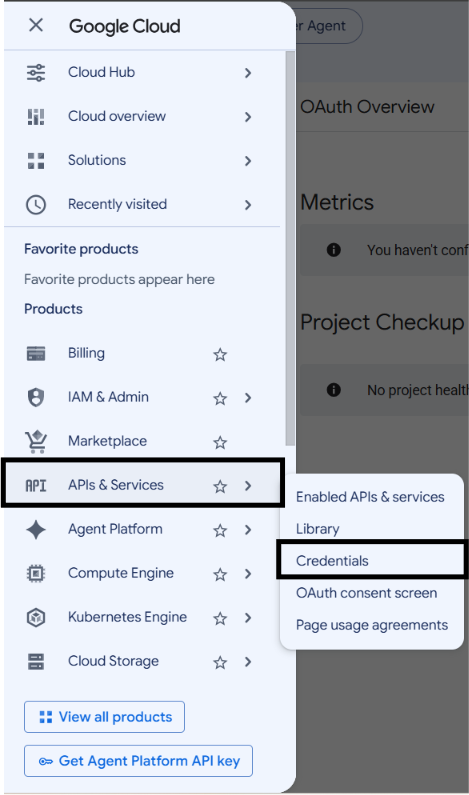 Google Cloud
Cloud Hub
Cloud overview
Solutions
Recently visited
Favorite products
Favorite products appear here
Products
Billing
IAM & Admin
Marketplace
API APIs & Services
Agent Platform
Compute Engine
Kubernetes Engine
Cloud Storage
View all products
Get Agent Platform API key
Enabled APIs & services
Library
Credentials
OAuth consent screen
Page usage agreements
Agent
OAuth Overview
Metrics
You haven't
Project Checkup
No project